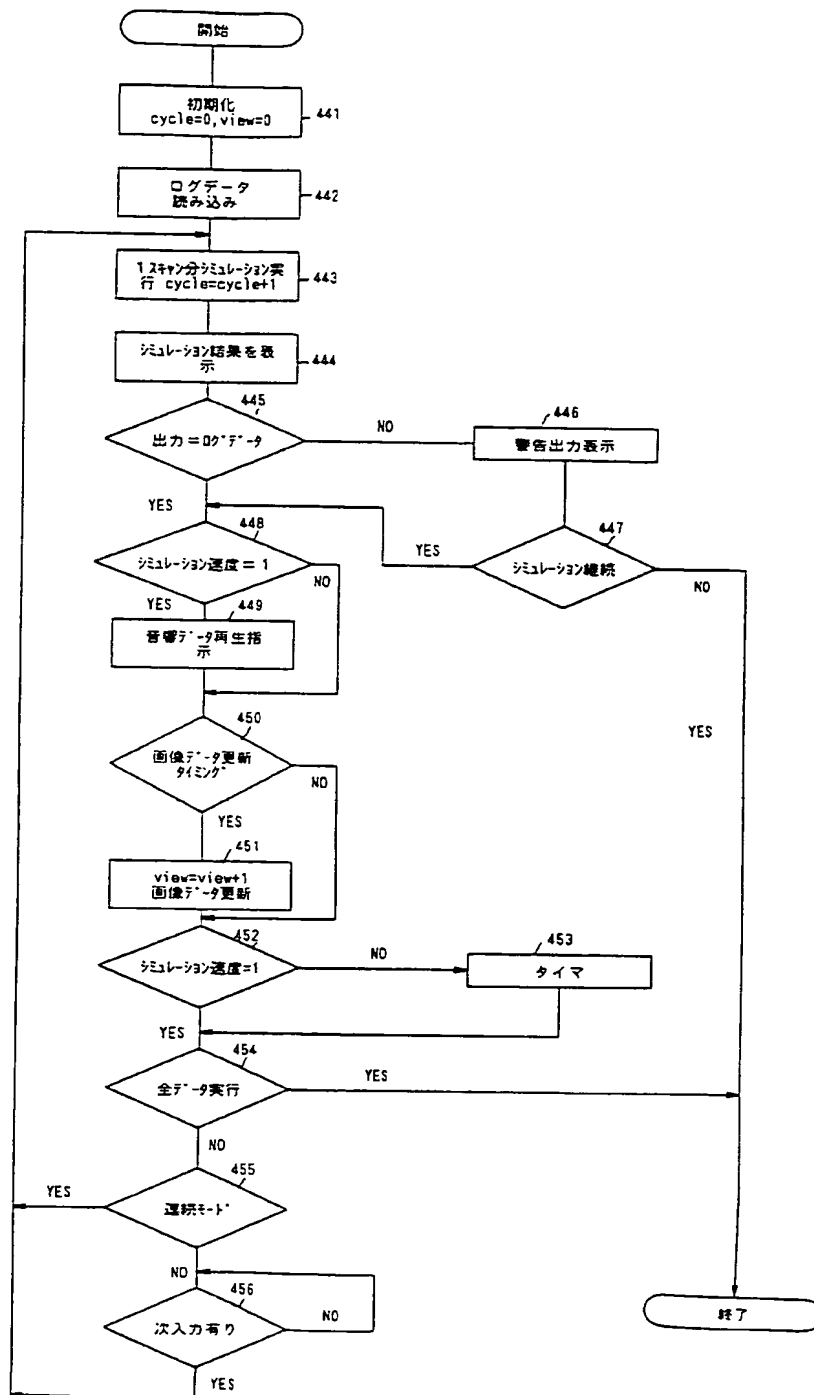 開始
初期化
cycle=0,view=0
441
ログデータ
読み込み
442
1スキャン分シミュレーション実
行 cycle=cycle+1
443
シミュレーション結果を表
示
444
445
出力=ログデータ
NO
446
警告出力表示
YES
448
シミュレーション速度=1
NO
YES
447
シミュレーション継続
NO
YES
449
音響データ再生指
示
450
画像データ更新
タイミング
NO
YES
YES
451
view=view+1
画像データ更新
452
シミュレーション速度=1
NO
453
タイマ
YES
454
全データ実行
YES
NO
455
連続モード
YES
NO
456
次入力有り
NO
YES
終了